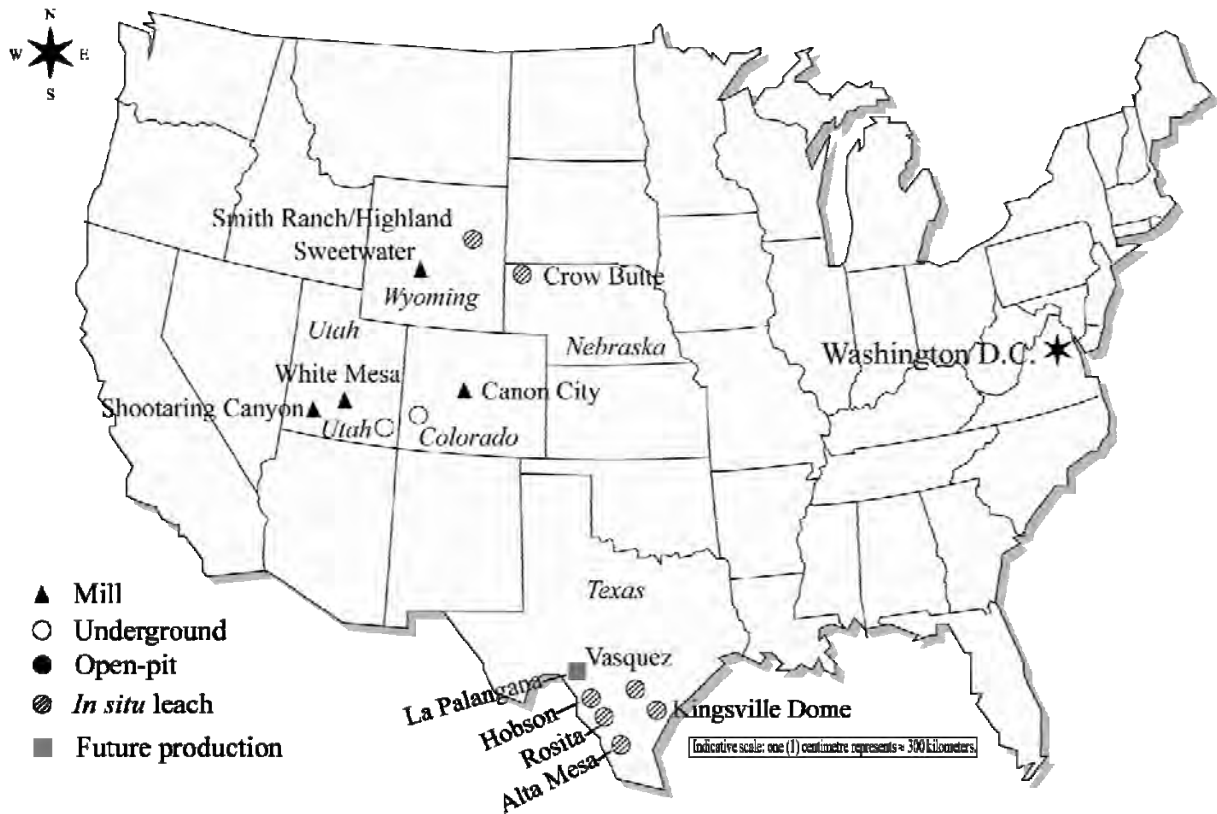 N
W E
S
Smith Ranch/Highland
Sweetwater
Wyoming
Crow Butte
Utah
Nebraska
Washington D.C.
White Mesa
Shootaring Canyon
Canon City
Utah
Colorado
Texas
Vasquez
La Palangana
Hobson
Kingsville Dome
Rosita
Alta Mesa
Mill
Underground
Open-pit
In situ leach
Future production
Indicative scale: one (1) centimetre represents ≈ 300 kilometers.